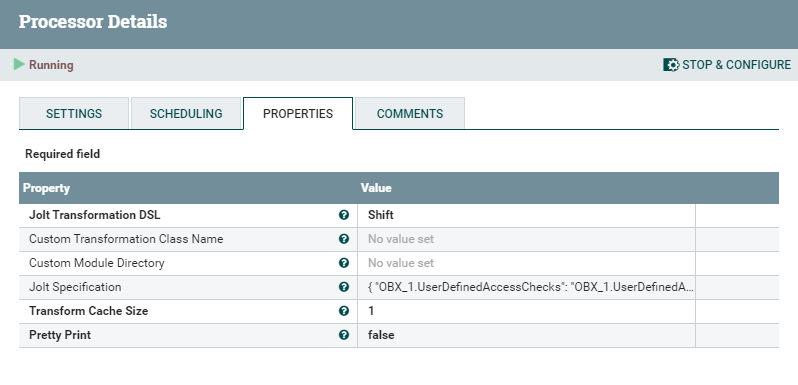 Processor Details
Running
STOP & CONFIGURE
SETTINGS SCHEDULING PROPERTIES COMMENTS
Required field
Property Value
Jolt Transformation DSL ? Shift
Custom Transformation Class Name ? No value set
Custom Module Directory ? No value set
Jolt Specification ? { "OBX_1.UserDefinedAccessChecks": "OBX_1.UserDefinedA...
Transform Cache Size ? 1
Pretty Print ? false